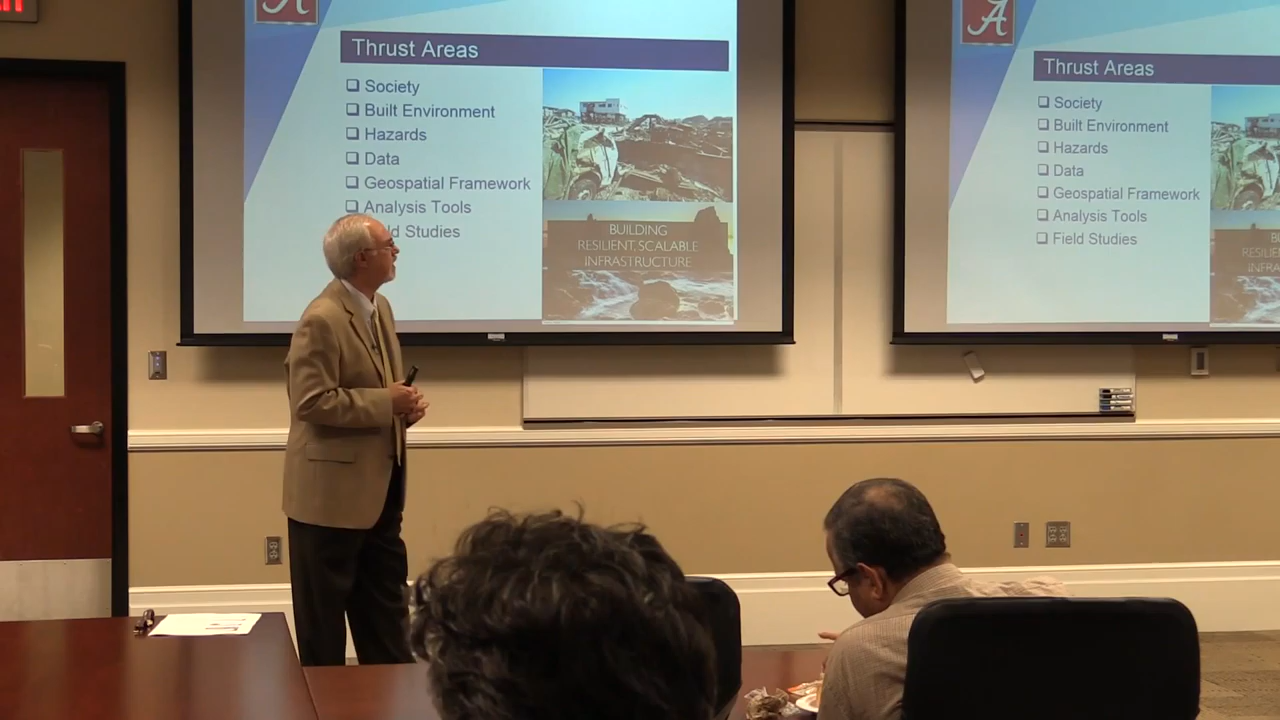 A
Thrust Areas
❑ Society
❑ Built Environment
❑ Hazards
❑ Data
❑ Geospatial Framework
❑ Analysis Tools
d Studies
BUILDING
RESILIENT, SCALABLE
INFRASTRUCTURE
A
Thrust Areas
❑ Society
❑ Built Environment
❑ Hazards
❑ Data
❑ Geospatial Framework
❑ Analysis Tools
❑ Field Studies